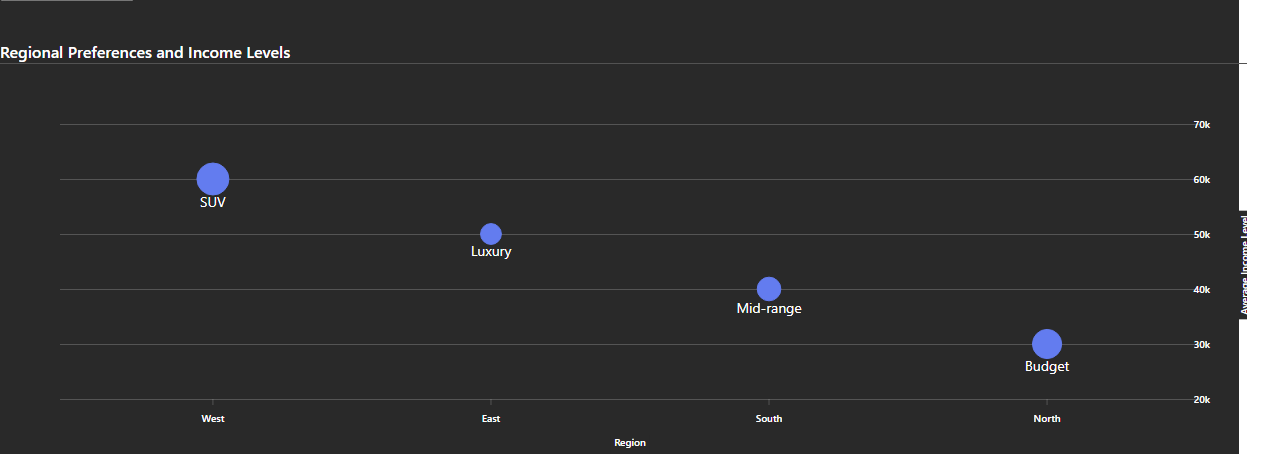 Regional Preferences and Income Levels
70k
60k
SUV
50k
Luxury
Average Income Level
40k
Mid-range
30k
Budget
20k
West
East
South
North
Region